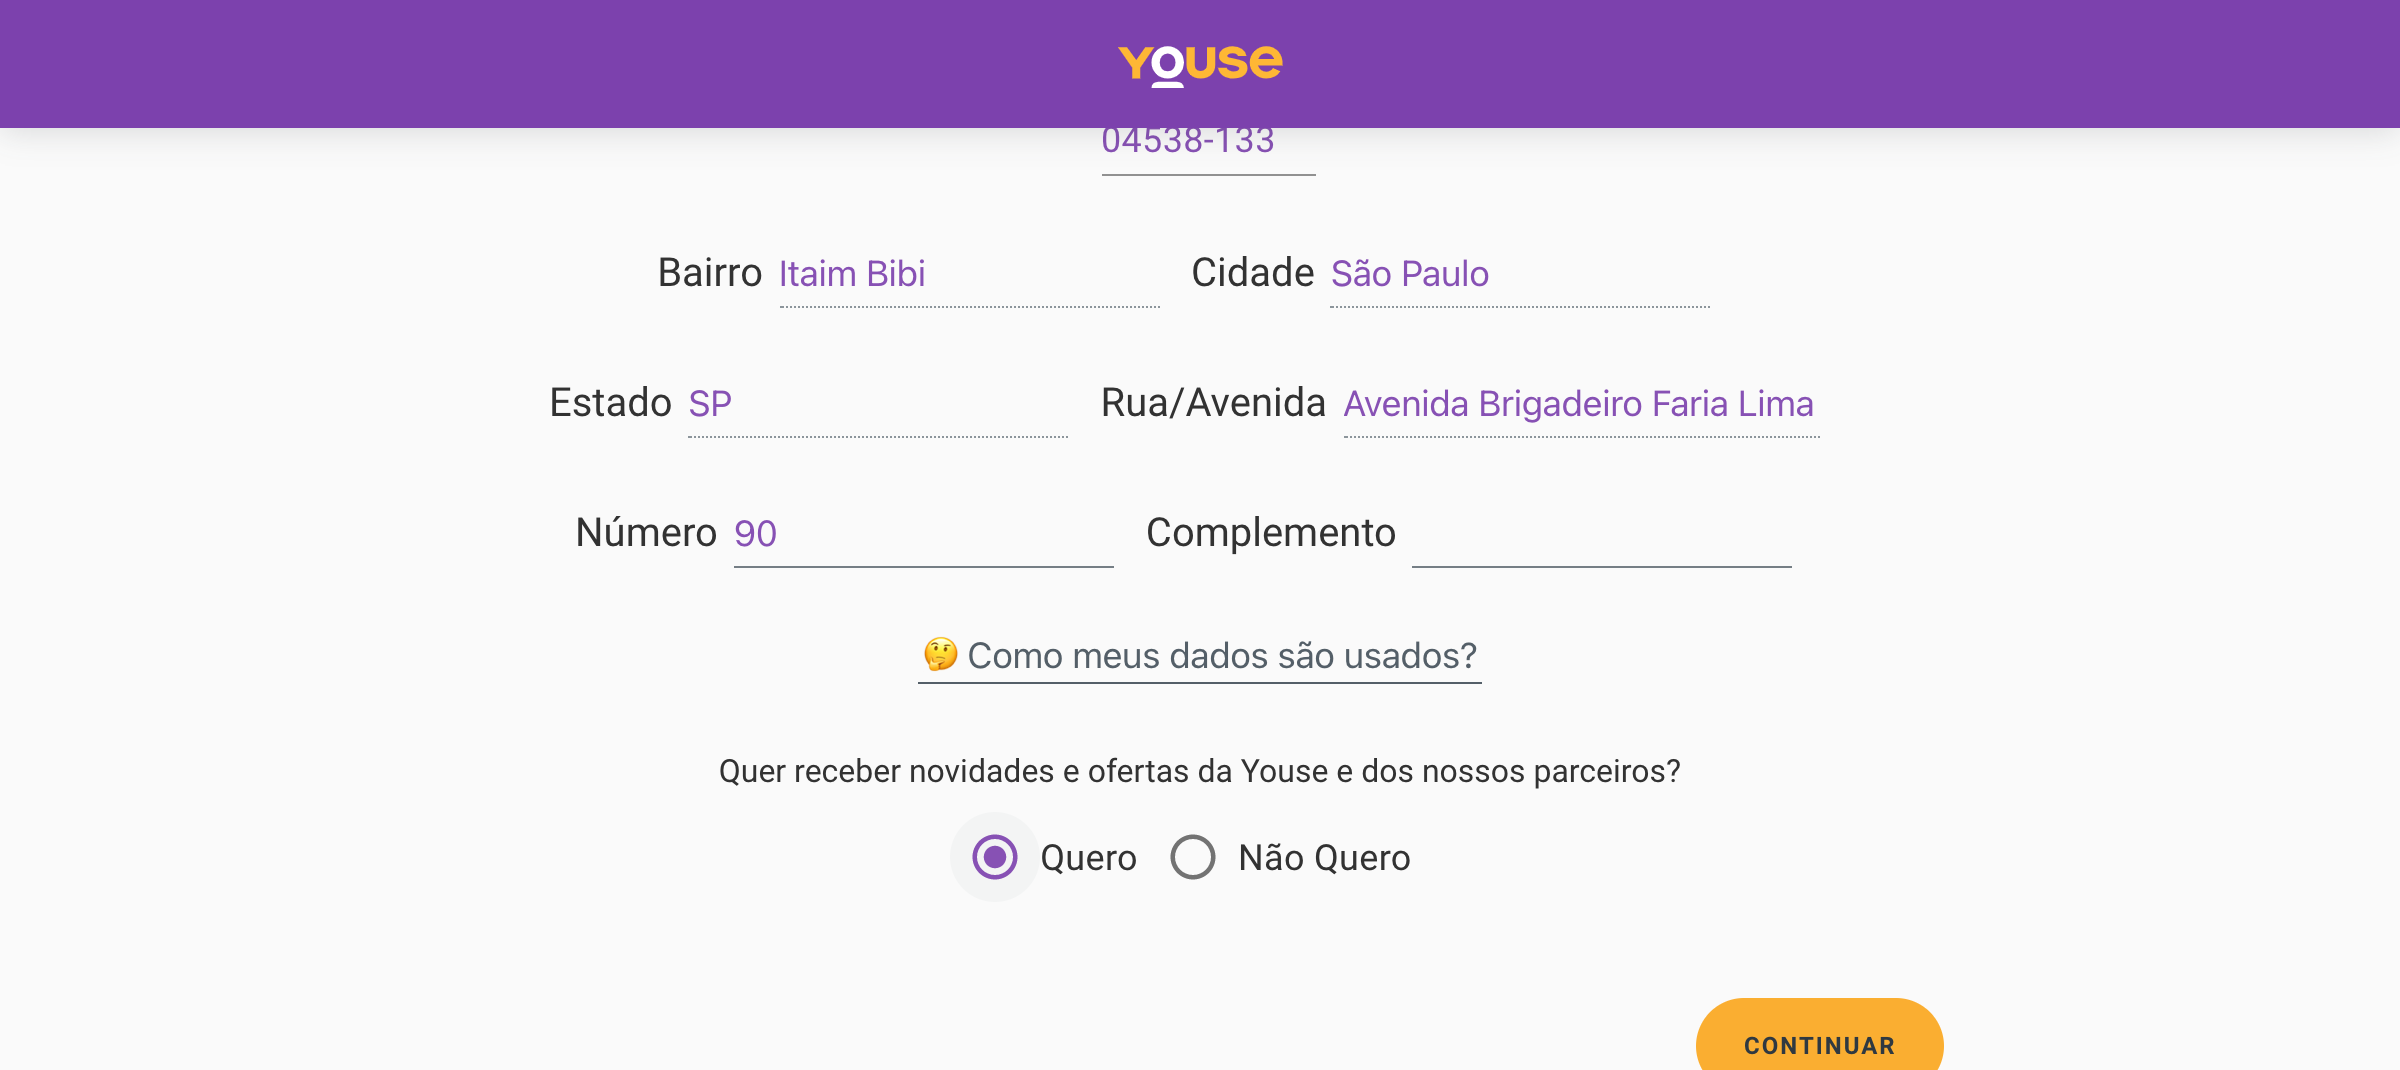 YOUSE
04538-133
Bairro Itaim Bibi Cidade São Paulo
Estado SP Rua/Avenida Avenida Brigadeiro Faria Lima
Número 90 Complemento
🤔 Como meus dados são usados?
Quer receber novidades e ofertas da Youse e dos nossos parceiros?
Quero Não Quero
CONTINUAR